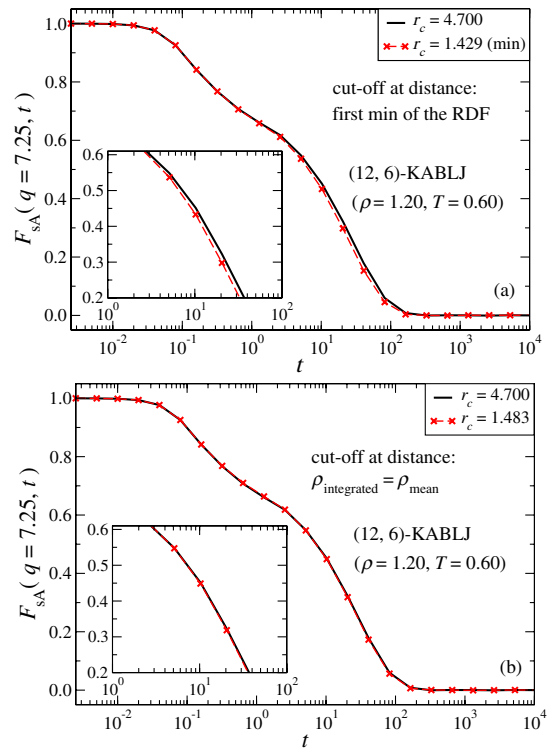 1.0
0.8
0.6
0.4
0.2
0.0
F_sA( q = 7.25, t )
r_c = 4.700
r_c = 1.429 (min)
cut-off at distance:
first min of the RDF
(12, 6)-KABLJ
(ρ = 1.20, T = 0.60)
0.6
0.5
0.4
0.3
0.2
10^0 10^1 10^2
(a)
10^-2 10^-1 10^0 10^1 10^2 10^3 10^4
t
1.0
0.8
0.6
0.4
0.2
0.0
F_sA( q = 7.25, t )
r_c = 4.700
r_c = 1.483
cut-off at distance:
ρ_integrated = ρ_mean
(12, 6)-KABLJ
(ρ = 1.20, T = 0.60)
0.6
0.5
0.4
0.3
0.2
10^0 10^1 10^2
(b)
10^-2 10^-1 10^0 10^1 10^2 10^3 10^4
t